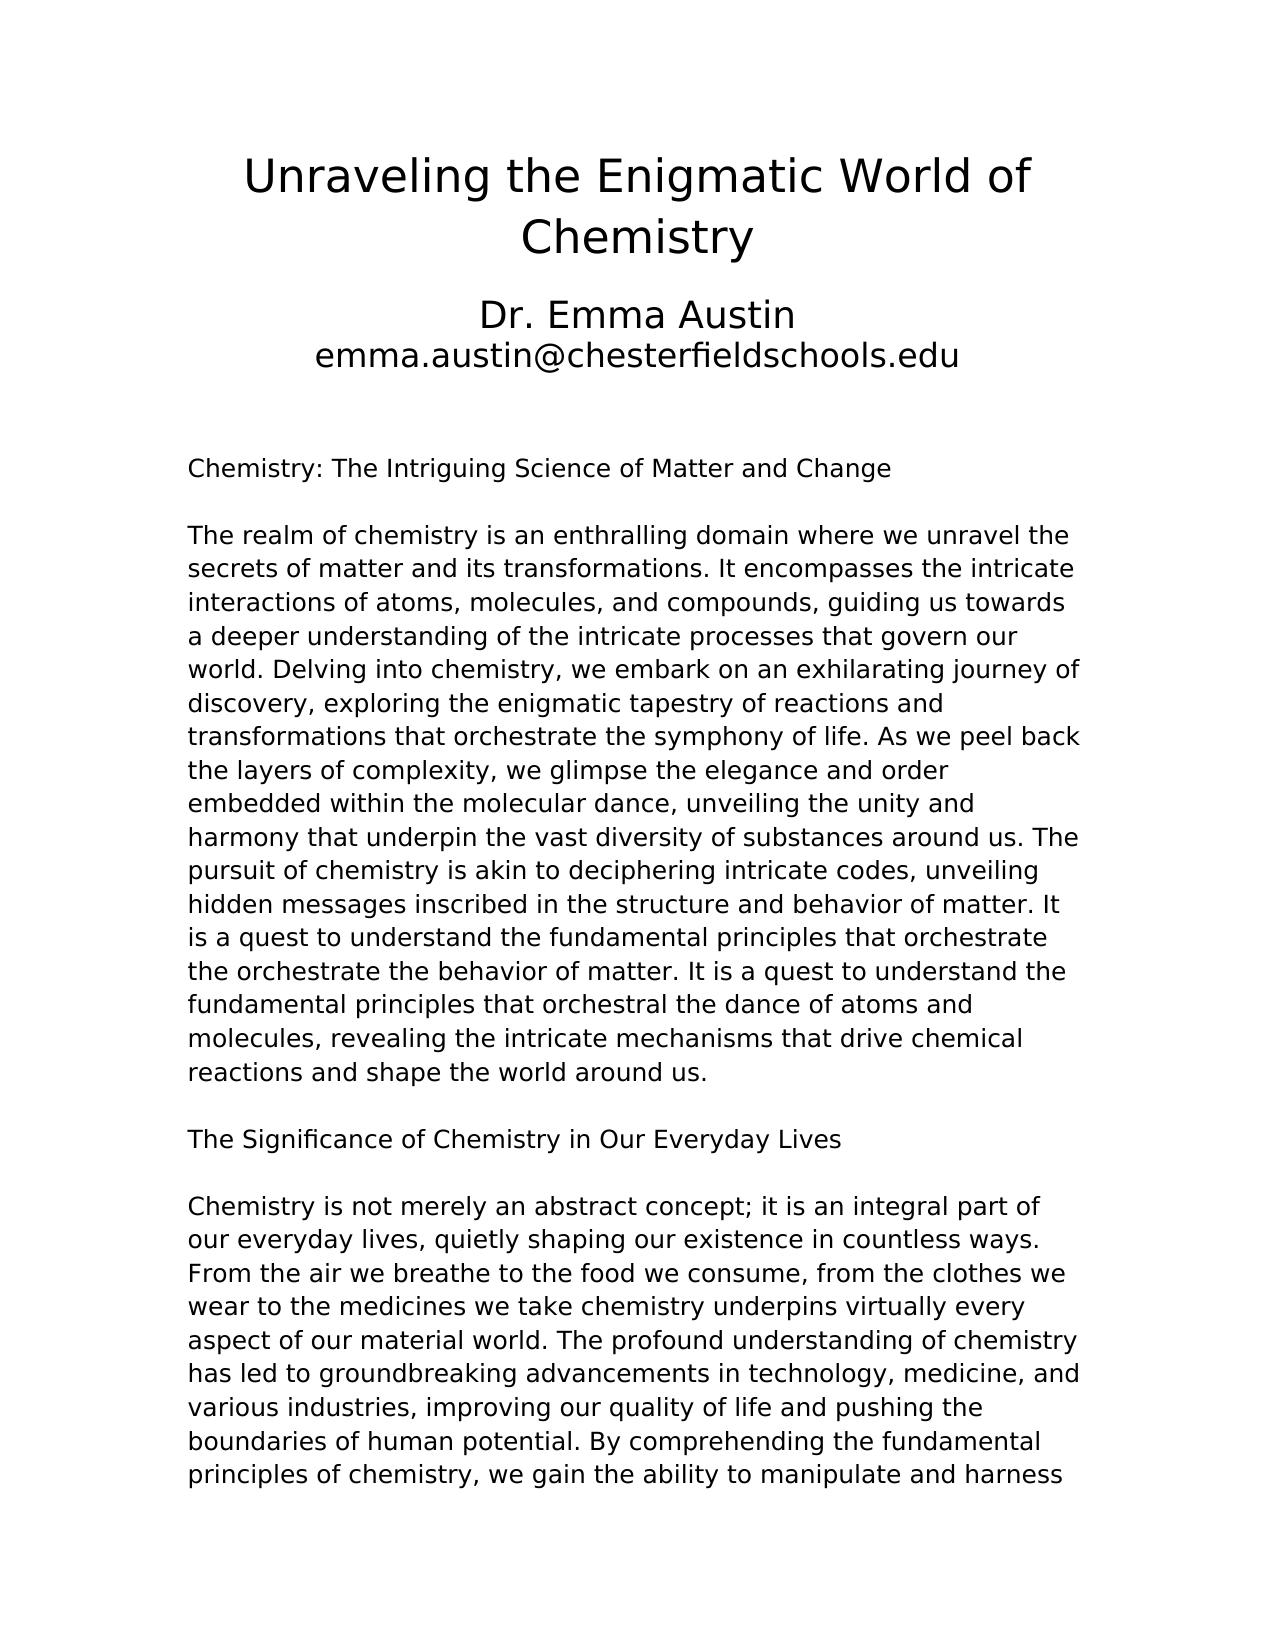 Unraveling the Enigmatic World of
Chemistry
Dr. Emma Austin
emma.austin@chesterfieldschools.edu
Chemistry: The Intriguing Science of Matter and Change
The realm of chemistry is an enthralling domain where we unravel the
secrets of matter and its transformations. It encompasses the intricate
interactions of atoms, molecules, and compounds, guiding us towards
a deeper understanding of the intricate processes that govern our
world. Delving into chemistry, we embark on an exhilarating journey of
discovery, exploring the enigmatic tapestry of reactions and
transformations that orchestrate the symphony of life. As we peel back
the layers of complexity, we glimpse the elegance and order
embedded within the molecular dance, unveiling the unity and
harmony that underpin the vast diversity of substances around us. The
pursuit of chemistry is akin to deciphering intricate codes, unveiling
hidden messages inscribed in the structure and behavior of matter. It
is a quest to understand the fundamental principles that orchestrate
the orchestrate the behavior of matter. It is a quest to understand the
fundamental principles that orchestral the dance of atoms and
molecules, revealing the intricate mechanisms that drive chemical
reactions and shape the world around us.
The Significance of Chemistry in Our Everyday Lives
Chemistry is not merely an abstract concept; it is an integral part of
our everyday lives, quietly shaping our existence in countless ways.
From the air we breathe to the food we consume, from the clothes we
wear to the medicines we take chemistry underpins virtually every
aspect of our material world. The profound understanding of chemistry
has led to groundbreaking advancements in technology, medicine, and
various industries, improving our quality of life and pushing the
boundaries of human potential. By comprehending the fundamental
principles of chemistry, we gain the ability to manipulate and harness